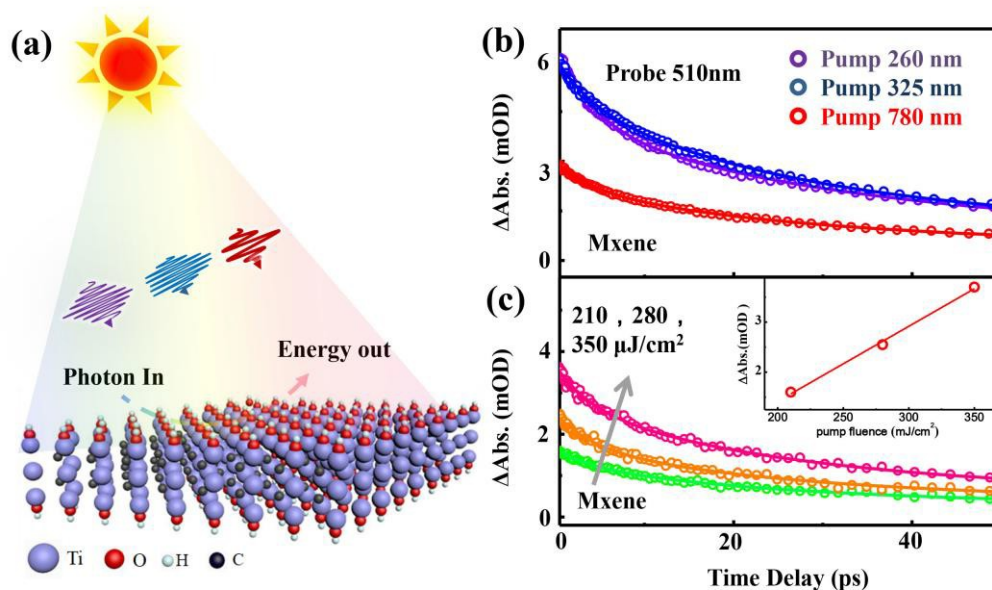 (a)
Photon In
Energy out
Ti
O
H
C
(b)
Probe 510nm
Pump 260 nm
Pump 325 nm
Pump 780 nm
Mxene
ΔAbs. (mOD)
6
3
0
(c)
210 , 280 ,
350 μJ/cm²
Mxene
ΔAbs. (mOD)
4
2
0
ΔAbs.(mOD)
3
2
200
250
300
350
pump fluence (mJ/cm²)
0
20
40
Time Delay (ps)